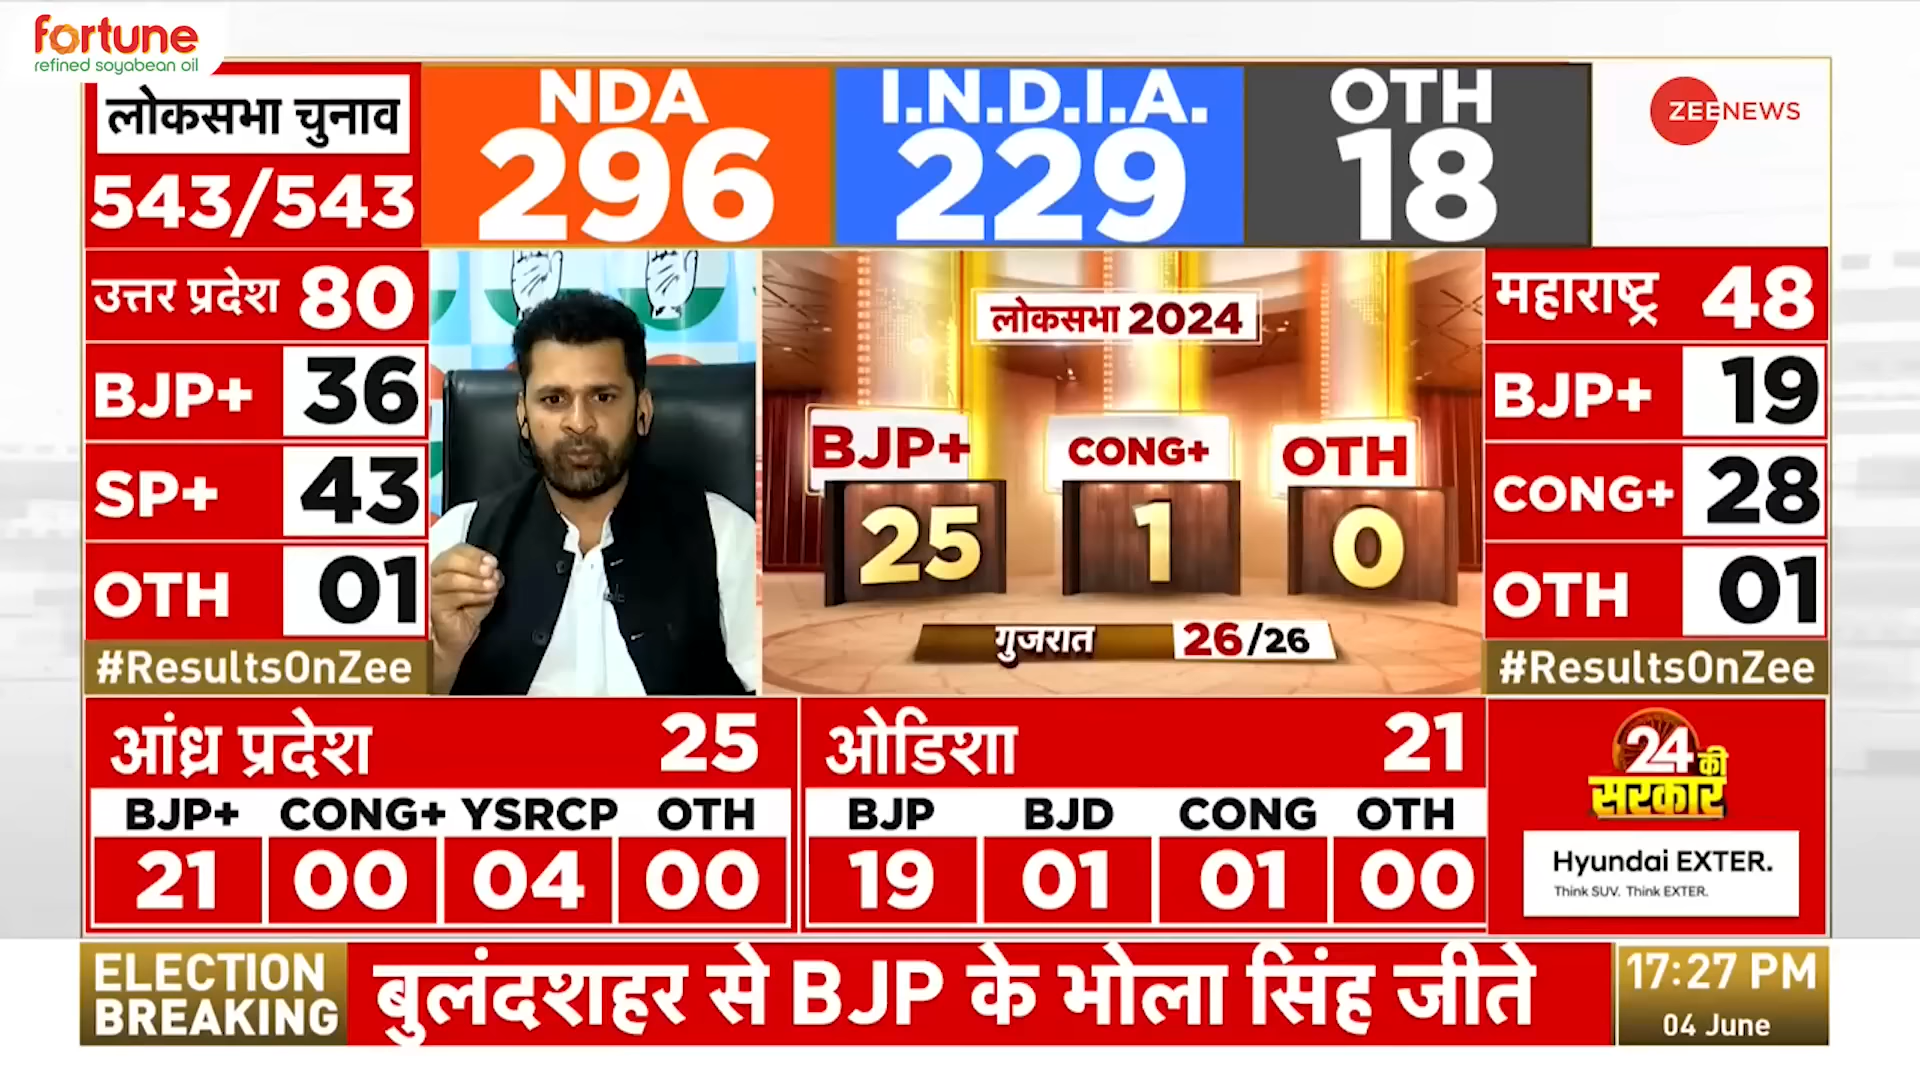 fortune
refined soyabean oil
लोकसभा चुनाव
543/543
NDA
296
I.N.D.I.A.
229
OTH
18
ZEENEWS
उत्तर प्रदेश 80
BJP+ 36
SP+ 43
OTH 01
#ResultsOnZee
लोकसभा 2024
BJP+ CONG+ OTH
25 1 0
गुजरात 26/26
महाराष्ट्र 48
BJP+ 19
CONG+ 28
OTH 01
#ResultsOnZee
आंध्र प्रदेश 25
BJP+ CONG+ YSRCP OTH
21 00 04 00
ओडिशा 21
BJP BJD CONG OTH
19 01 01 00
24 की
सरकार
Hyundai EXTER.
Think SUV. Think EXTER.
ELECTION
BREAKING
बुलंदशहर से BJP के भोला सिंह जीते
17:27 PM
04 June